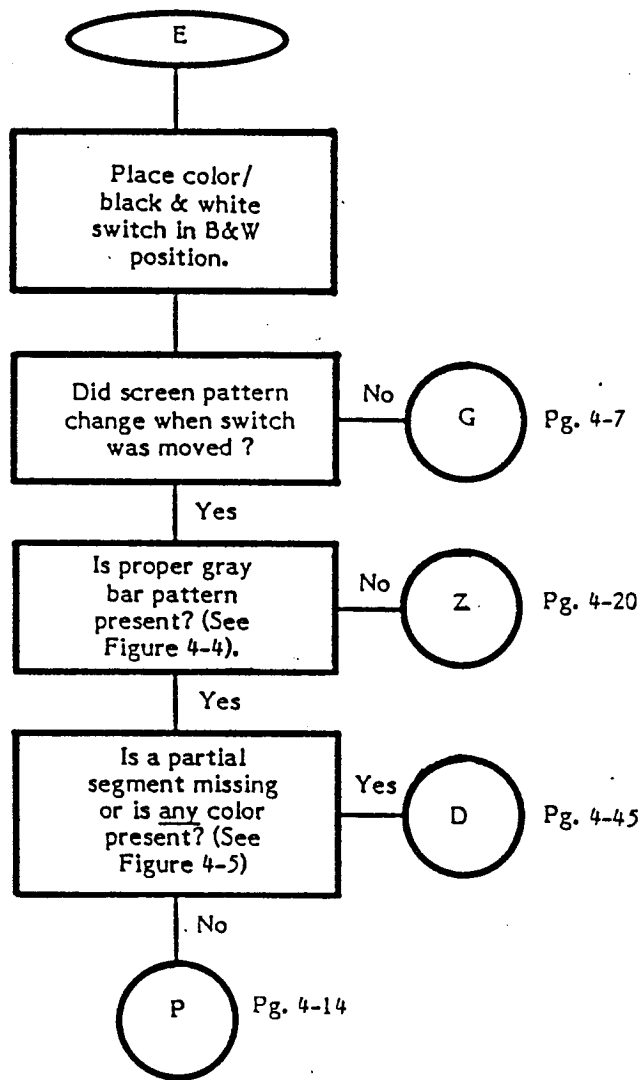 E
Place color/
black & white
switch in B&W
position.
Did screen pattern
change when switch
was moved ?
No
G
Pg. 4-7
Yes
Is proper gray
bar pattern
present? (See
Figure 4-4).
No
Z
Pg. 4-20
Yes
Is a partial
segment missing
or is any color
present? (See
Figure 4-5)
Yes
D
Pg. 4-45
No
P
Pg. 4-14